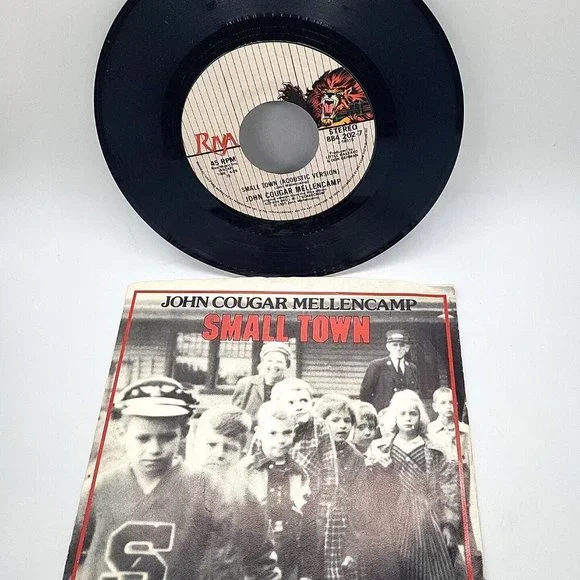 Riva
STEREO
884 202-7
45 RPM
SMALL TOWN (ACOUSTIC VERSION)
JOHN COUGAR MELLENCAMP
JOHN COUGAR MELLENCAMP
SMALL TOWN
S